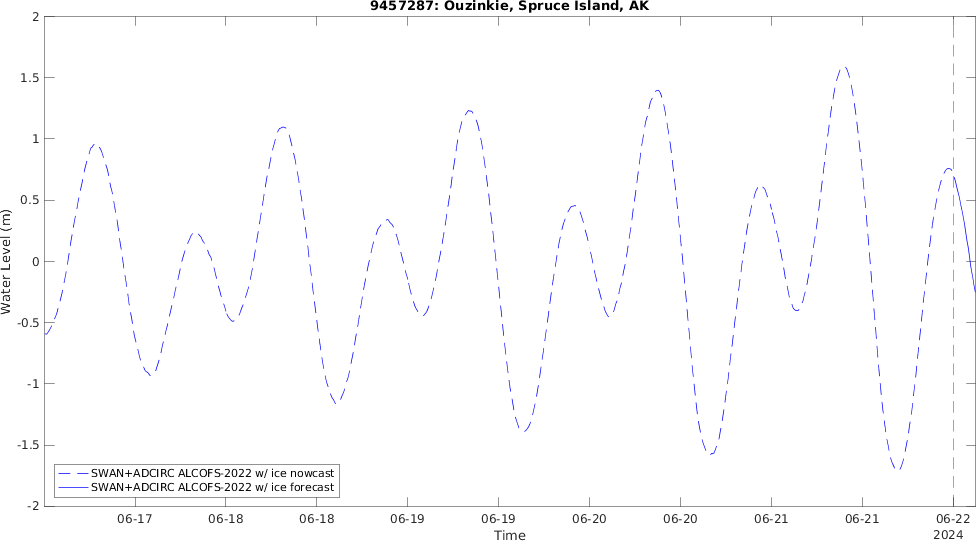 9457287: Ouzinkie, Spruce Island, AK
2
1.5
1
0.5
0
-0.5
-1
-1.5
-2
Water Level (m)
SWAN+ADCIRC ALCOFS-2022 w/ ice nowcast
SWAN+ADCIRC ALCOFS-2022 w/ ice forecast
06-17 06-18 06-18 06-19 06-19 06-20 06-20 06-21 06-21 06-22
2024
Time